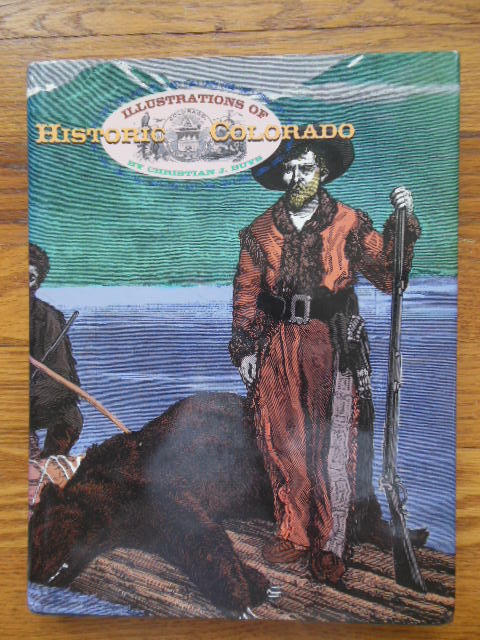 ILLUSTRATIONS OF
HISTORIC COLORADO
BY CHRISTIAN J. BUYS